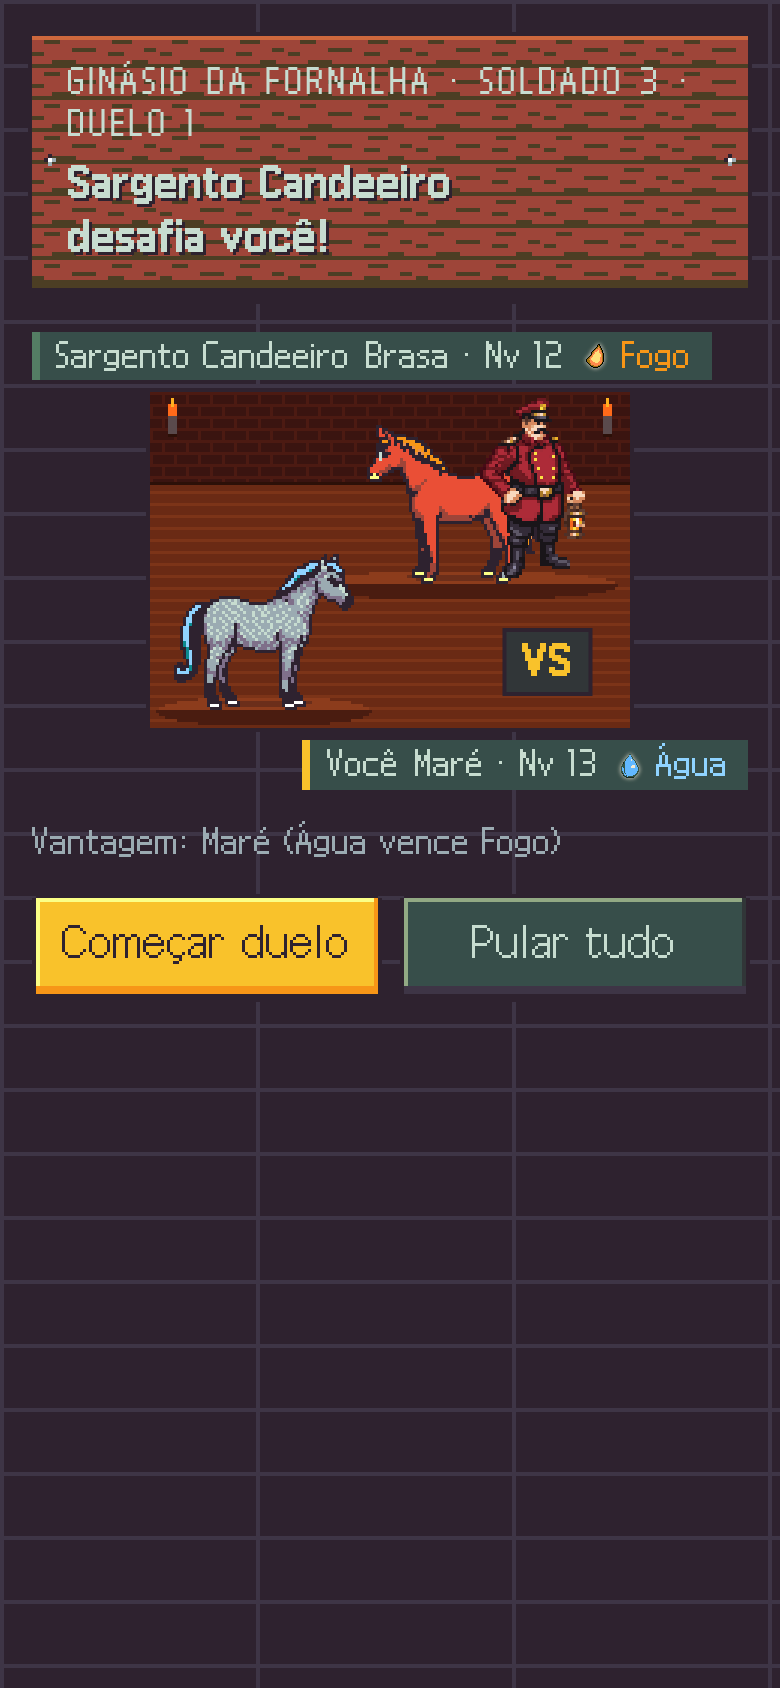 GINÁSIO DA FORNALHA · SOLDADO 3 ·
DUELO 1
Sargento Candeeiro
desafia você!
Sargento Candeeiro Brasa · Nv 12 Fogo
VS
Você Maré · Nv 13 Água
Vantagem: Maré (Água vence Fogo)
Começar duelo
Pular tudo